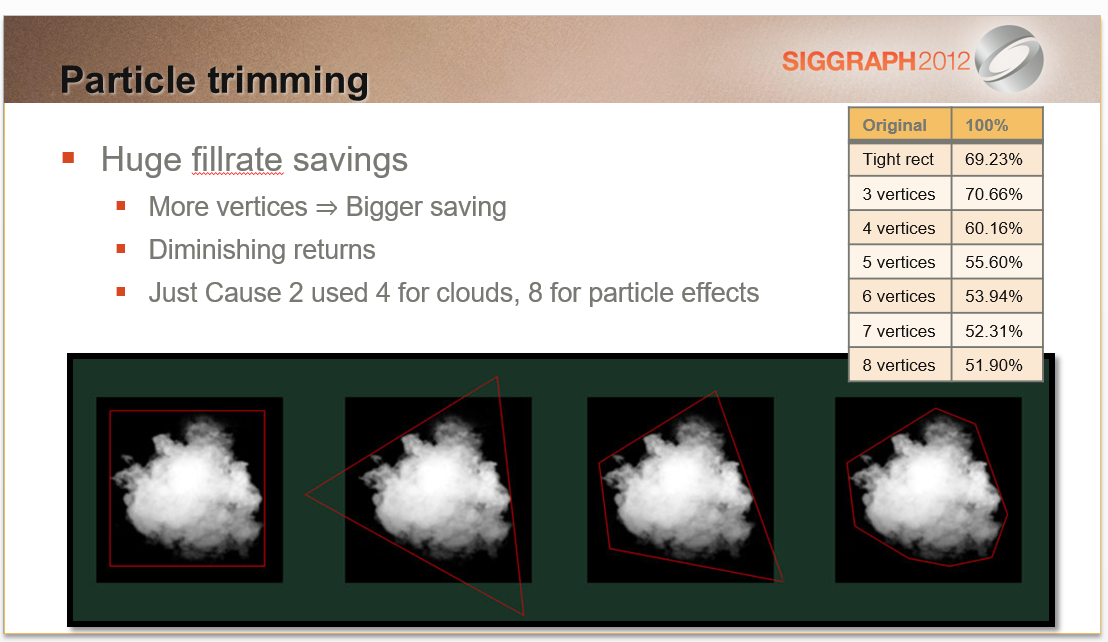 Particle trimming
SIGGRAPH2012
Huge fillrate savings
More vertices ⇒ Bigger saving
Diminishing returns
Just Cause 2 used 4 for clouds, 8 for particle effects
Original 100%
Tight rect 69.23%
3 vertices 70.66%
4 vertices 60.16%
5 vertices 55.60%
6 vertices 53.94%
7 vertices 52.31%
8 vertices 51.90%